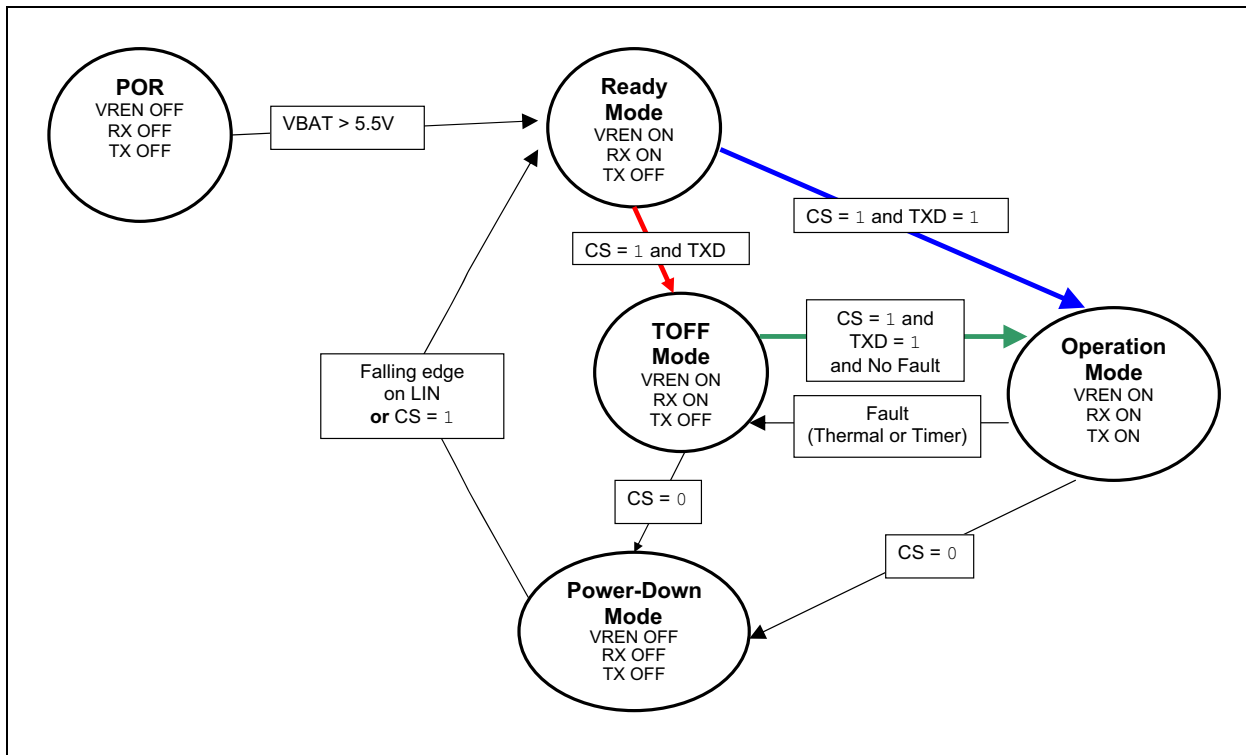 POR
VREN OFF
RX OFF
TX OFF
VBAT > 5.5V
Ready
Mode
VREN ON
RX ON
TX OFF
CS = 1 and TXD = 1
CS = 1 and TXD
TOFF
Mode
VREN ON
RX ON
TX OFF
CS = 1 and
TXD = 1
and No Fault
Operation
Mode
VREN ON
RX ON
TX ON
Falling edge
on LIN
or CS = 1
Fault
(Thermal or Timer)
CS = 0
CS = 0
Power-Down
Mode
VREN OFF
RX OFF
TX OFF